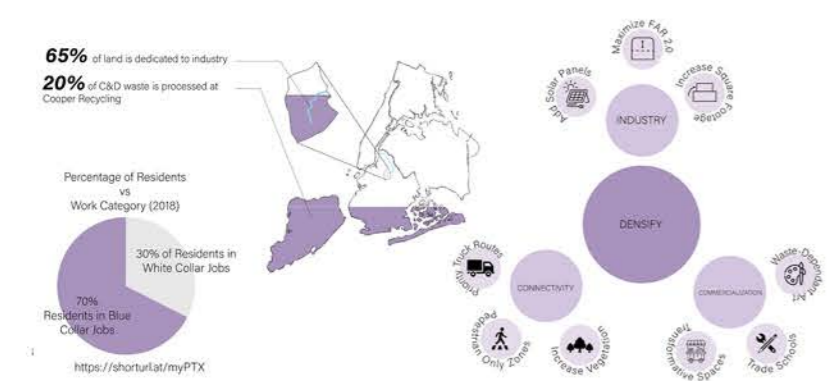 65% of land is dedicated to industry
20% of C&D waste is processed at
Cooper Recycling
Percentage of Residents
vs
Work Category (2018)
30% of Residents in
White Collar Jobs
70%
Residents in Blue
Collar Jobs
https://shorturl.at/myPTX
Maximize FAR 2.0
Add Solar Panels
Increase Square Footage
INDUSTRY
DENSIFY
priority Truck Routes
CONNECTIVITY
Pedestrian Only Zones
Increase Vegetation
COMMERCIALIZATION
Waste-Dependant Art
Transformative Spaces
Trade Schools